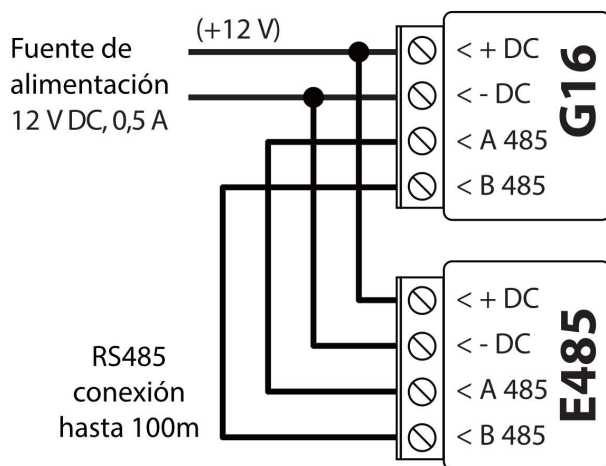 Fuente de
alimentación
12 V DC, 0,5 A
(+12 V)
< + DC
< - DC
< A 485
< B 485
G16
< + DC
< - DC
< A 485
< B 485
E485
RS485
conexión
hasta 100m